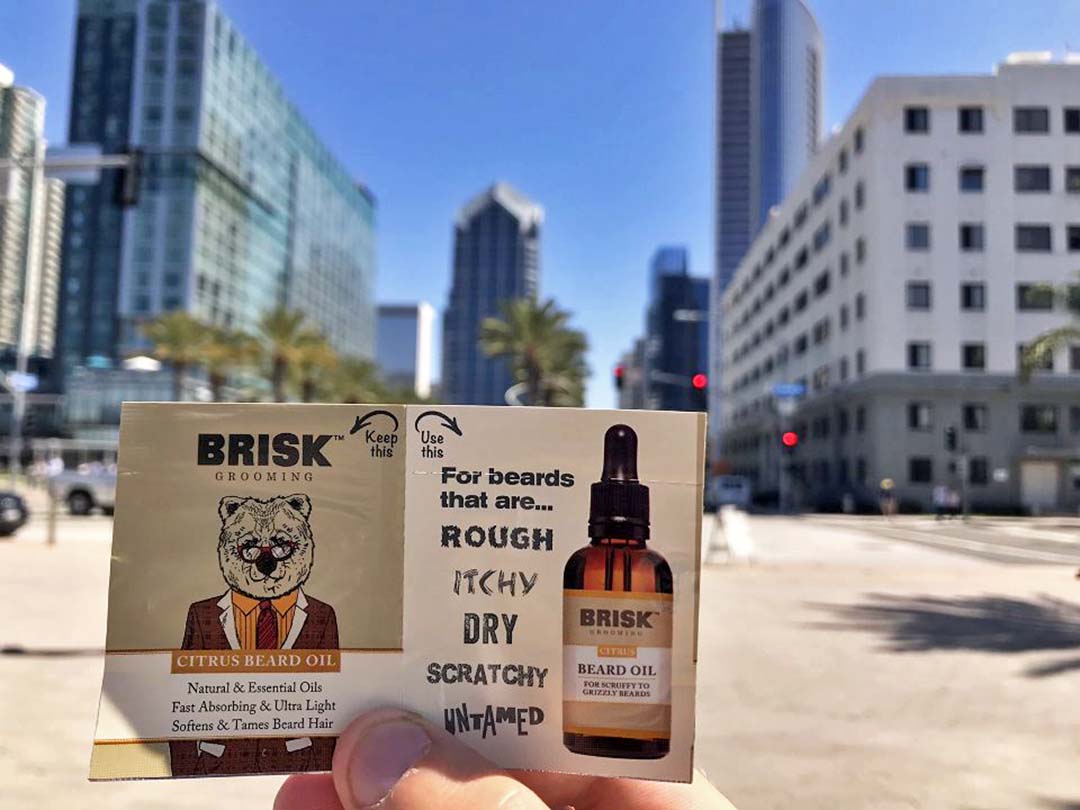 BRISK™
GROOMING
Keep
this
CITRUS BEARD OIL
Natural & Essential Oils
Fast Absorbing & Ultra Light
Softens & Tames Beard Hair
Use
this
For beards
that are...
ROUGH
ITCHY
DRY
SCRATCHY
UNTAMED
BRISK™
GROOMING
CITRUS
BEARD OIL
FOR SCRUFFY TO
GRIZZLY BEARDS